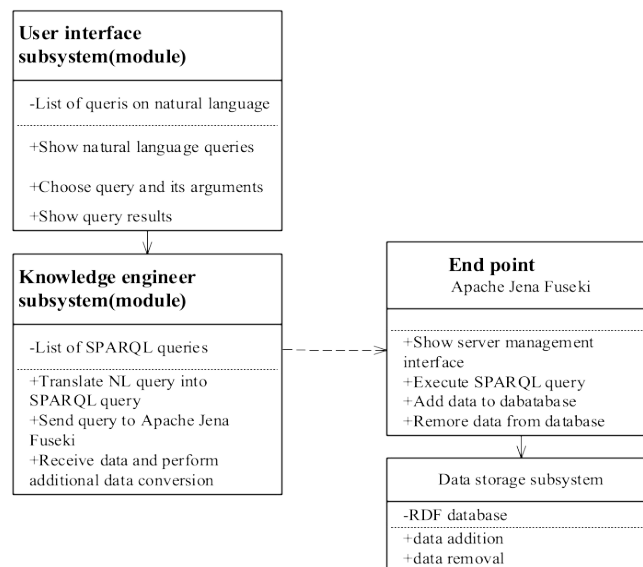 User interface
subsystem(module)
-List of queris on natural language
+Show natural language queries
+Choose query and its arguments
+Show query results
Knowledge engineer
subsystem(module)
-List of SPARQL queries
+Translate NL query into
SPARQL query
+Send query to Apache Jena
Fuseki
+Receive data and perform
additional data conversion
End point
Apache Jena Fuseki
+Show server management
interface
+Execute SPARQL query
+Add data to dabatabase
+Remore data from database
Data storage subsystem
-RDF database
+data addition
+data removal